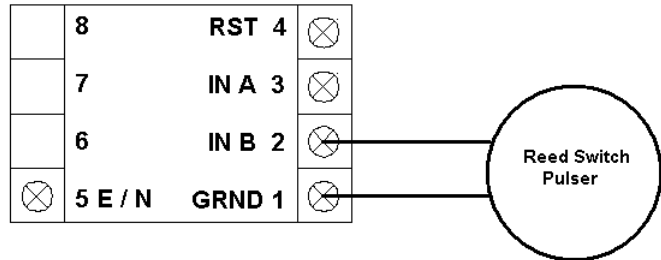 8 RST 4
7 IN A 3
6 IN B 2
5 E / N GRND 1
Reed Switch
Pulser